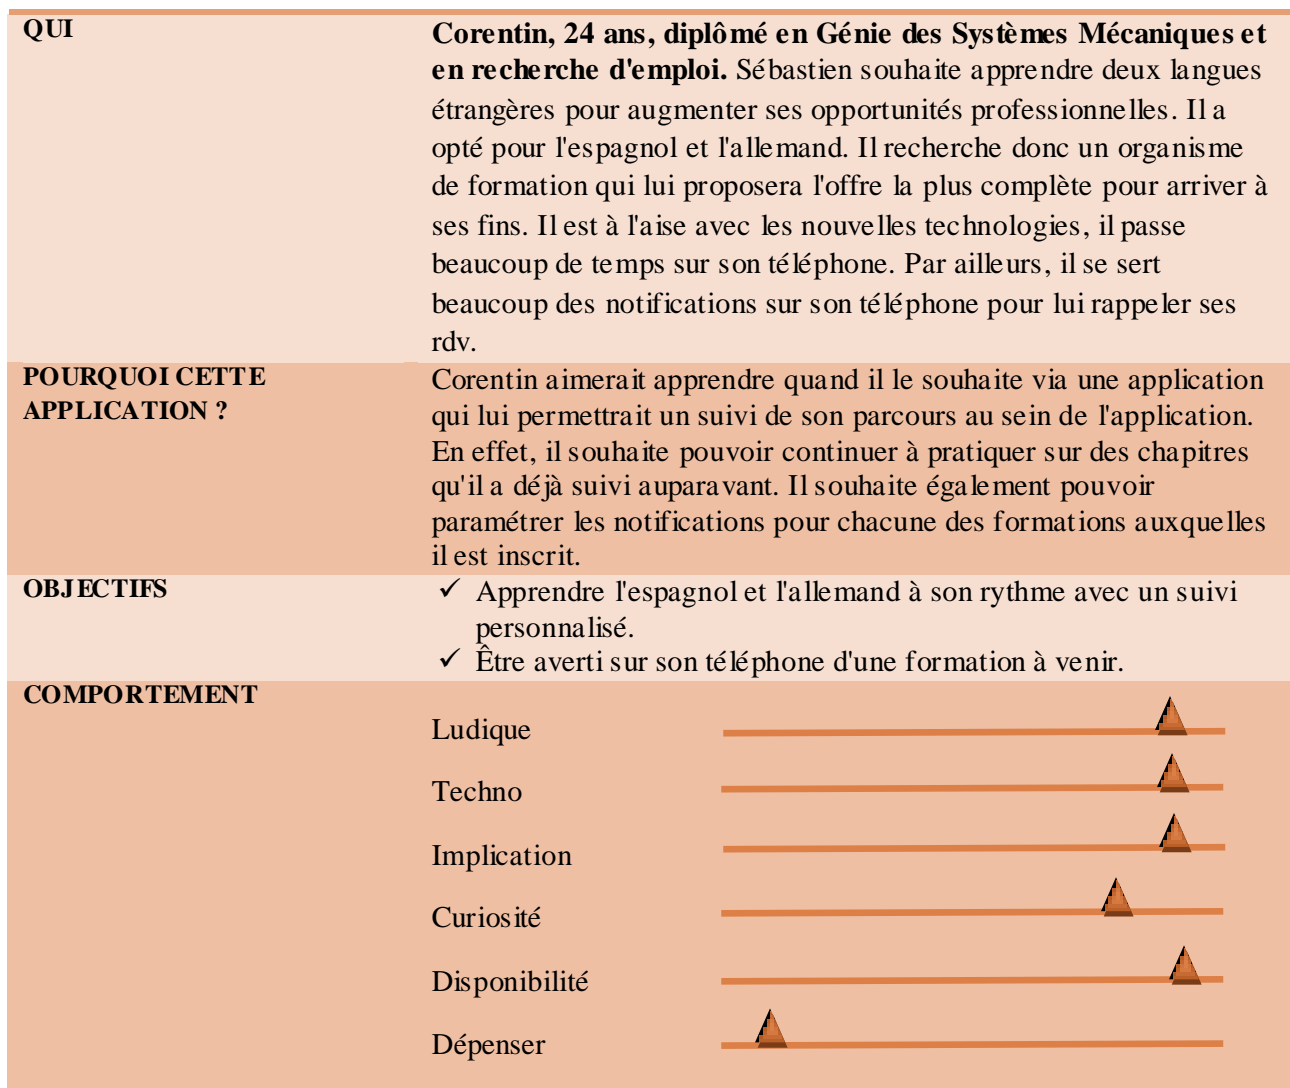 QUI
Corentin, 24 ans, diplômé en Génie des Systèmes Mécaniques et
en recherche d'emploi. Sébastien souhaite apprendre deux langues
étrangères pour augmenter ses opportunités professionnelles. Il a
opté pour l'espagnol et l'allemand. Il recherche donc un organisme
de formation qui lui proposera l'offre la plus complète pour arriver à
ses fins. Il est à l'aise avec les nouvelles technologies, il passe
beaucoup de temps sur son téléphone. Par ailleurs, il se sert
beaucoup des notifications sur son téléphone pour lui rappeler ses
rdv.
POURQUOI CETTE
APPLICATION ?
Corentin aimerait apprendre quand il le souhaite via une application
qui lui permettrait un suivi de son parcours au sein de l'application.
En effet, il souhaite pouvoir continuer à pratiquer sur des chapitres
qu'il a déjà suivi auparavant. Il souhaite également pouvoir
paramétrer les notifications pour chacune des formations auxquelles
il est inscrit.
OBJECTIFS
✓ Apprendre l'espagnol et l'allemand à son rythme avec un suivi
personnalisé.
✓ Être averti sur son téléphone d'une formation à venir.
COMPORTEMENT
Ludique
Techno
Implication
Curiosité
Disponibilité
Dépenser